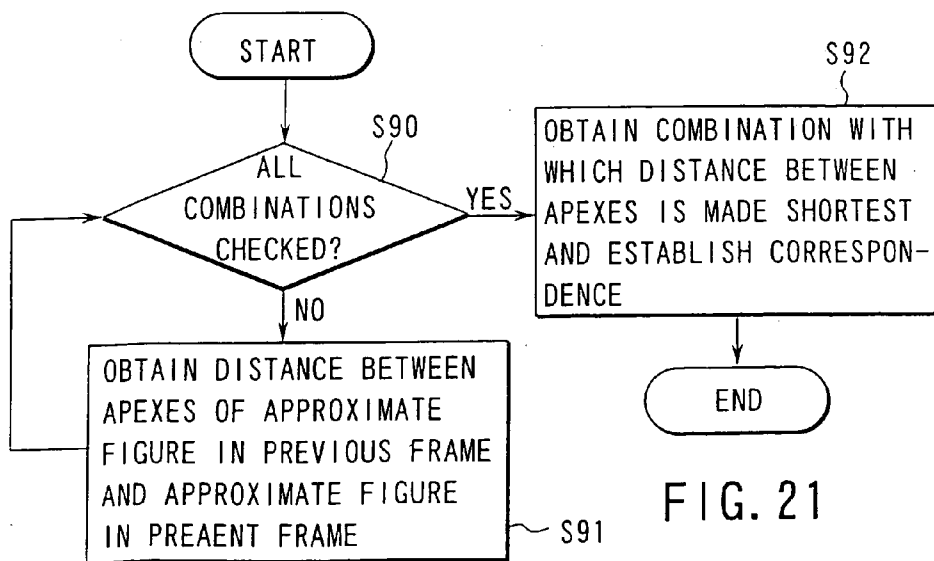 START
S90
ALL
COMBINATIONS
CHECKED?
YES
NO
OBTAIN DISTANCE BETWEEN
APEXES OF APPROXIMATE
FIGURE IN PREVIOUS FRAME
AND APPROXIMATE FIGURE
IN PREAENT FRAME
S91
S92
OBTAIN COMBINATION WITH
WHICH DISTANCE BETWEEN
APEXES IS MADE SHORTEST
AND ESTABLISH CORRESPON-
DENCE
END
FIG. 21